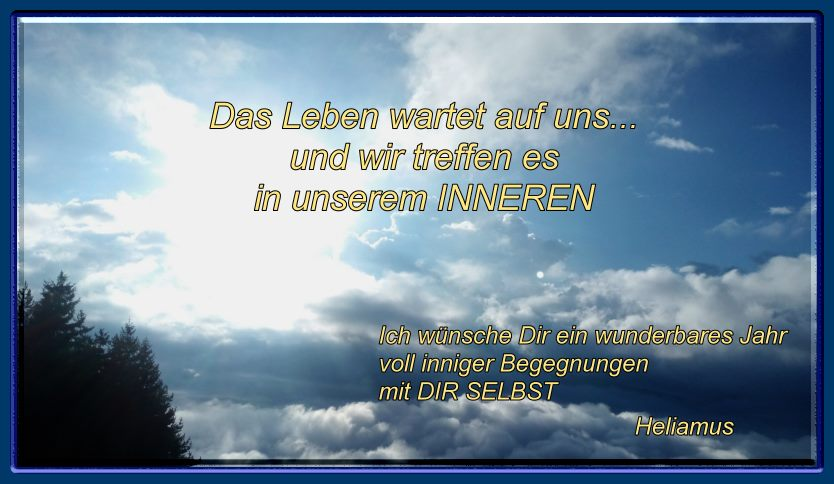 Das Leben wartet auf uns...
und wir treffen es
in unserem INNEREN
Ich wünsche Dir ein wunderbares Jahr
voll inniger Begegnungen
mit DIR SELBST
Heliamus